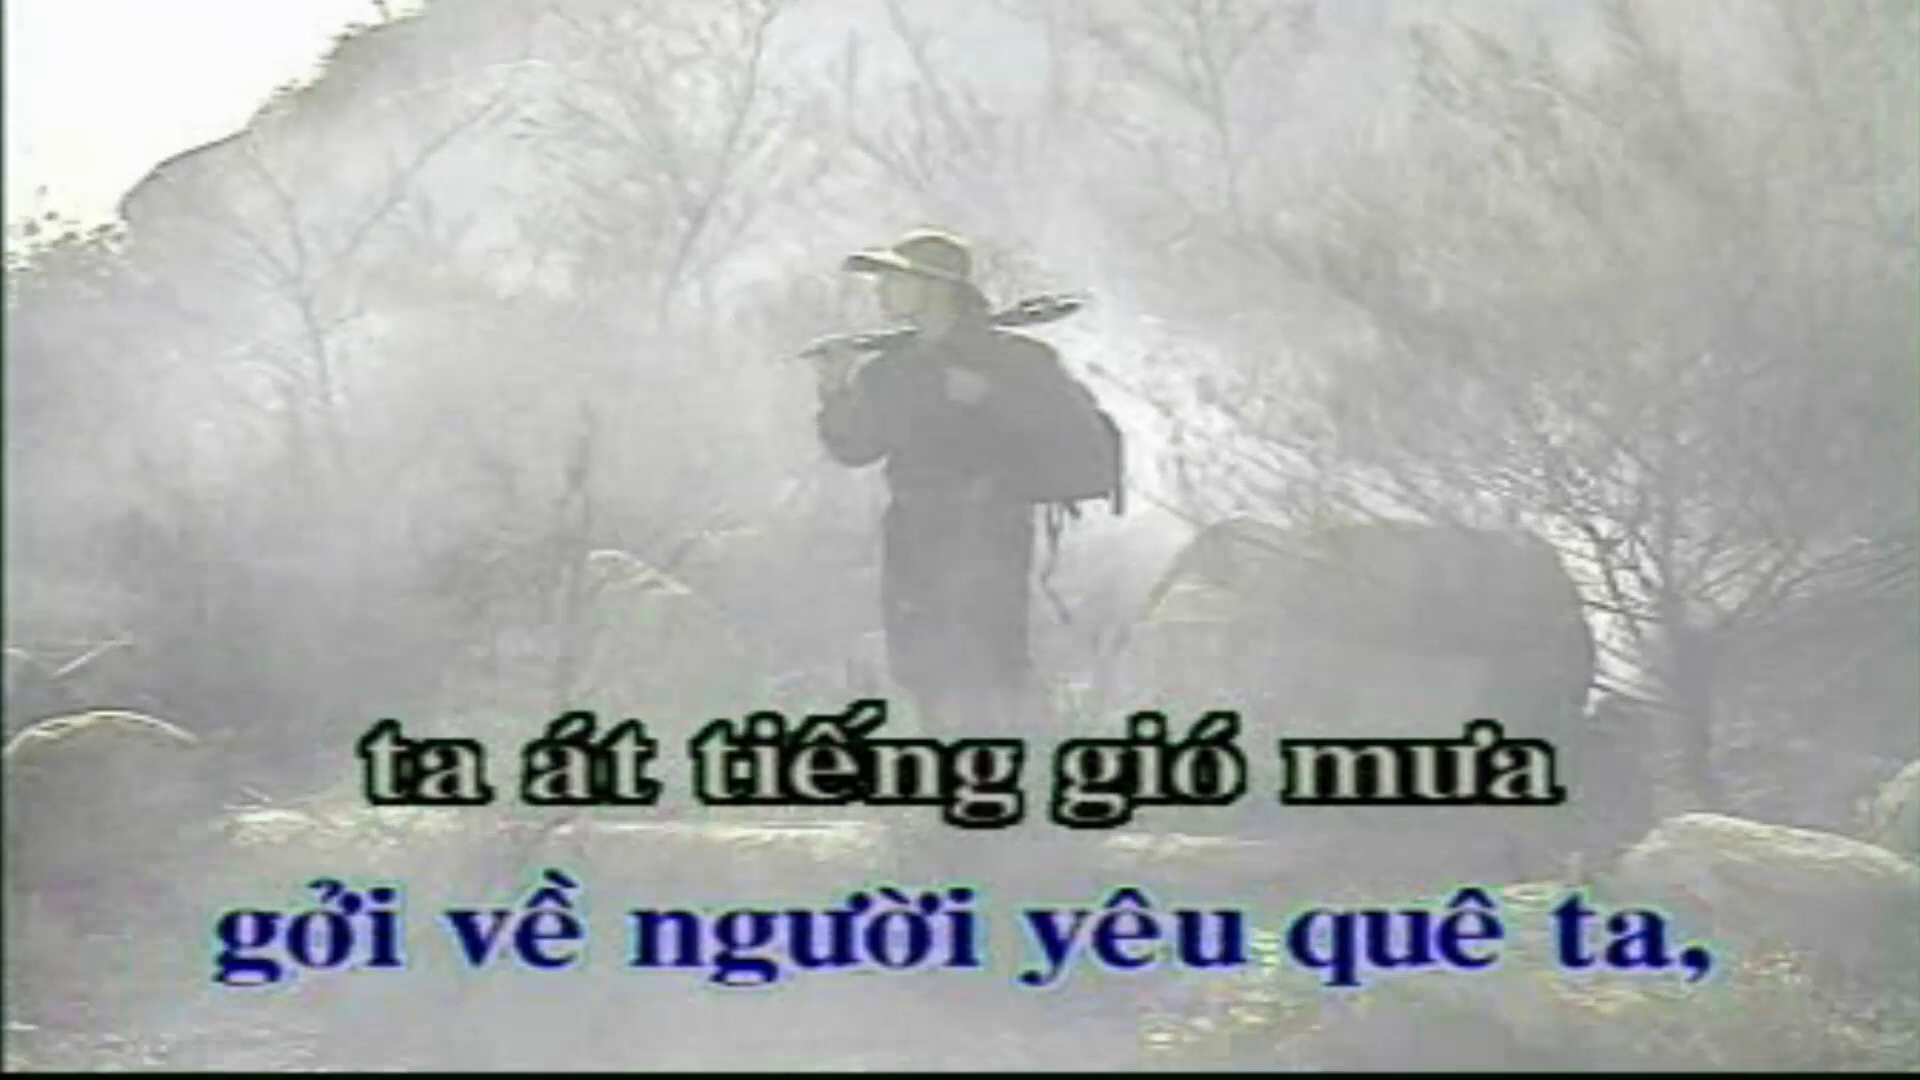 ta át tiếng gió mưa
gởi về người yêu quê ta,